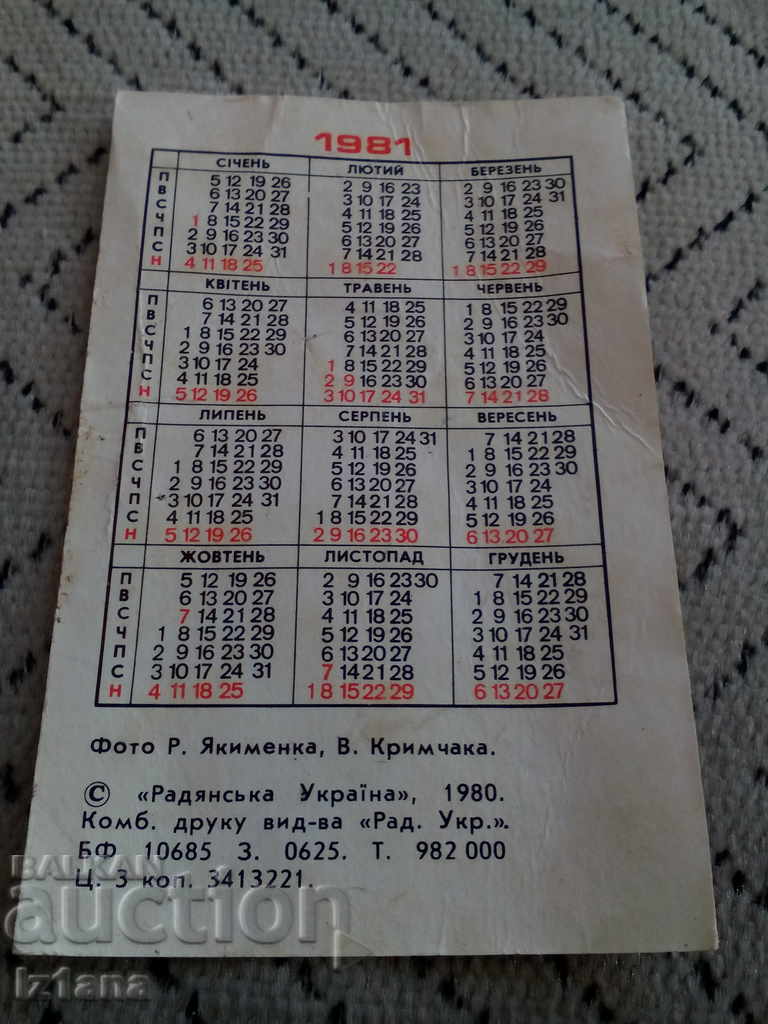 1981
СІЧЕНЬ ЛЮТИЙ БЕРЕЗЕНЬ
П 5 12 19 26 2 9 16 23 2 9 16 23 30
В 6 13 20 27 3 10 17 24 3 10 17 24 31
С 7 14 21 28 4 11 18 25 4 11 18 25
Ч 1 8 15 22 29 5 12 19 26 5 12 19 26
П 2 9 16 23 30 6 13 20 27 6 13 20 27
С 3 10 17 24 31 7 14 21 28 7 14 21 28
Н 4 11 18 25 1 8 15 22 1 8 15 22 29
КВІТЕНЬ ТРАВЕНЬ ЧЕРВЕНЬ
П 6 13 20 27 4 11 18 25 1 8 15 22 29
В 7 14 21 28 5 12 19 26 2 9 16 23 30
С 1 8 15 22 29 6 13 20 27 3 10 17 24
Ч 2 9 16 23 30 7 14 21 28 4 11 18 25
П 3 10 17 24 1 8 15 22 29 5 12 19 26
С 4 11 18 25 2 9 16 23 30 6 13 20 27
Н 5 12 19 26 3 10 17 24 31 7 14 21 28
ЛИПЕНЬ СЕРПЕНЬ ВЕРЕСЕНЬ
П 6 13 20 27 3 10 17 24 31 7 14 21 28
В 7 14 21 28 4 11 18 25 1 8 15 22 29
С 1 8 15 22 29 5 12 19 26 2 9 16 23 30
Ч 2 9 16 23 30 6 13 20 27 3 10 17 24
П 3 10 17 24 31 7 14 21 28 4 11 18 25
С 4 11 18 25 1 8 15 22 29 5 12 19 26
Н 5 12 19 26 2 9 16 23 30 6 13 20 27
ЖОВТЕНЬ ЛИСТОПАД ГРУДЕНЬ
П 5 12 19 26 2 9 16 23 30 7 14 21 28
В 6 13 20 27 3 10 17 24 1 8 15 22 29
С 7 14 21 28 4 11 18 25 2 9 16 23 30
Ч 1 8 15 22 29 5 12 19 26 3 10 17 24 31
П 2 9 16 23 30 6 13 20 27 4 11 18 25
С 3 10 17 24 31 7 14 21 28 5 12 19 26
Н 4 11 18 25 1 8 15 22 29 6 13 20 27
Фото Р. Якименка, В. Кримчака.
© «Радянська Україна», 1980.
Комб. друку вид-ва «Рад. Укр.».
БФ 10685 З. 0625. Т. 982 000
Ц. 3 коп. 3413221.
BALKAN
auction
Iz1ana